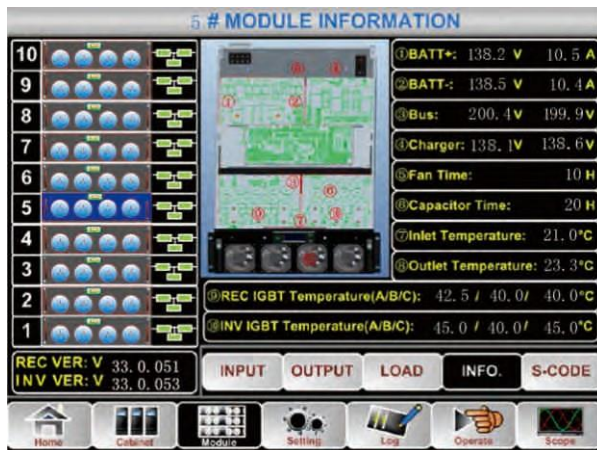 5.# MODULE INFORMATION
10
9
8
7
6
5
4
3
2
1
①BATT+: 138.2 V 10.5 A
②BATT-: 138.5 V 10.4 A
③Bus: 200.4V 199.9V
④Charger: 138.1V 138.6V
⑤Fan Time: 10 H
⑥Capacitor Time: 20 H
⑦Inlet Temperature: 21.0°C
⑧Outlet Temperature: 23.3°C
⑨REC IGBT Temperature(A/B/C): 42.5 / 40.0/ 40.0°C
⑩INV IGBT Temperature(A/B/C): 45.0 / 40.0/ 45.0°C
REC VER: V 33.0.051
INV VER: V 33.0.053
INPUT OUTPUT LOAD INFO. S-CODE
Home Cabinet Module Setting Log Operate Scope